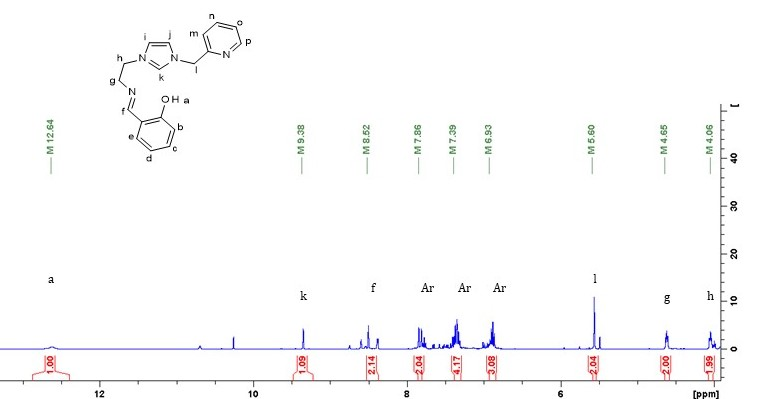 n
m
o
i
j
p
h
N
N
N
k
l
g
N
O H a
f
b
e
c
d
[
M 12.64
M 9.38
M 8.52
M 7.86
M 7.39
M 6.93
M 5.60
M 4.65
M 4.06
40
30
20
10
0
a
k
f
Ar
Ar
Ar
l
g
h
1.00
1.09
2.14
2.04
4.17
3.08
2.04
2.00
1.99
12
10
8
6
[ppm]